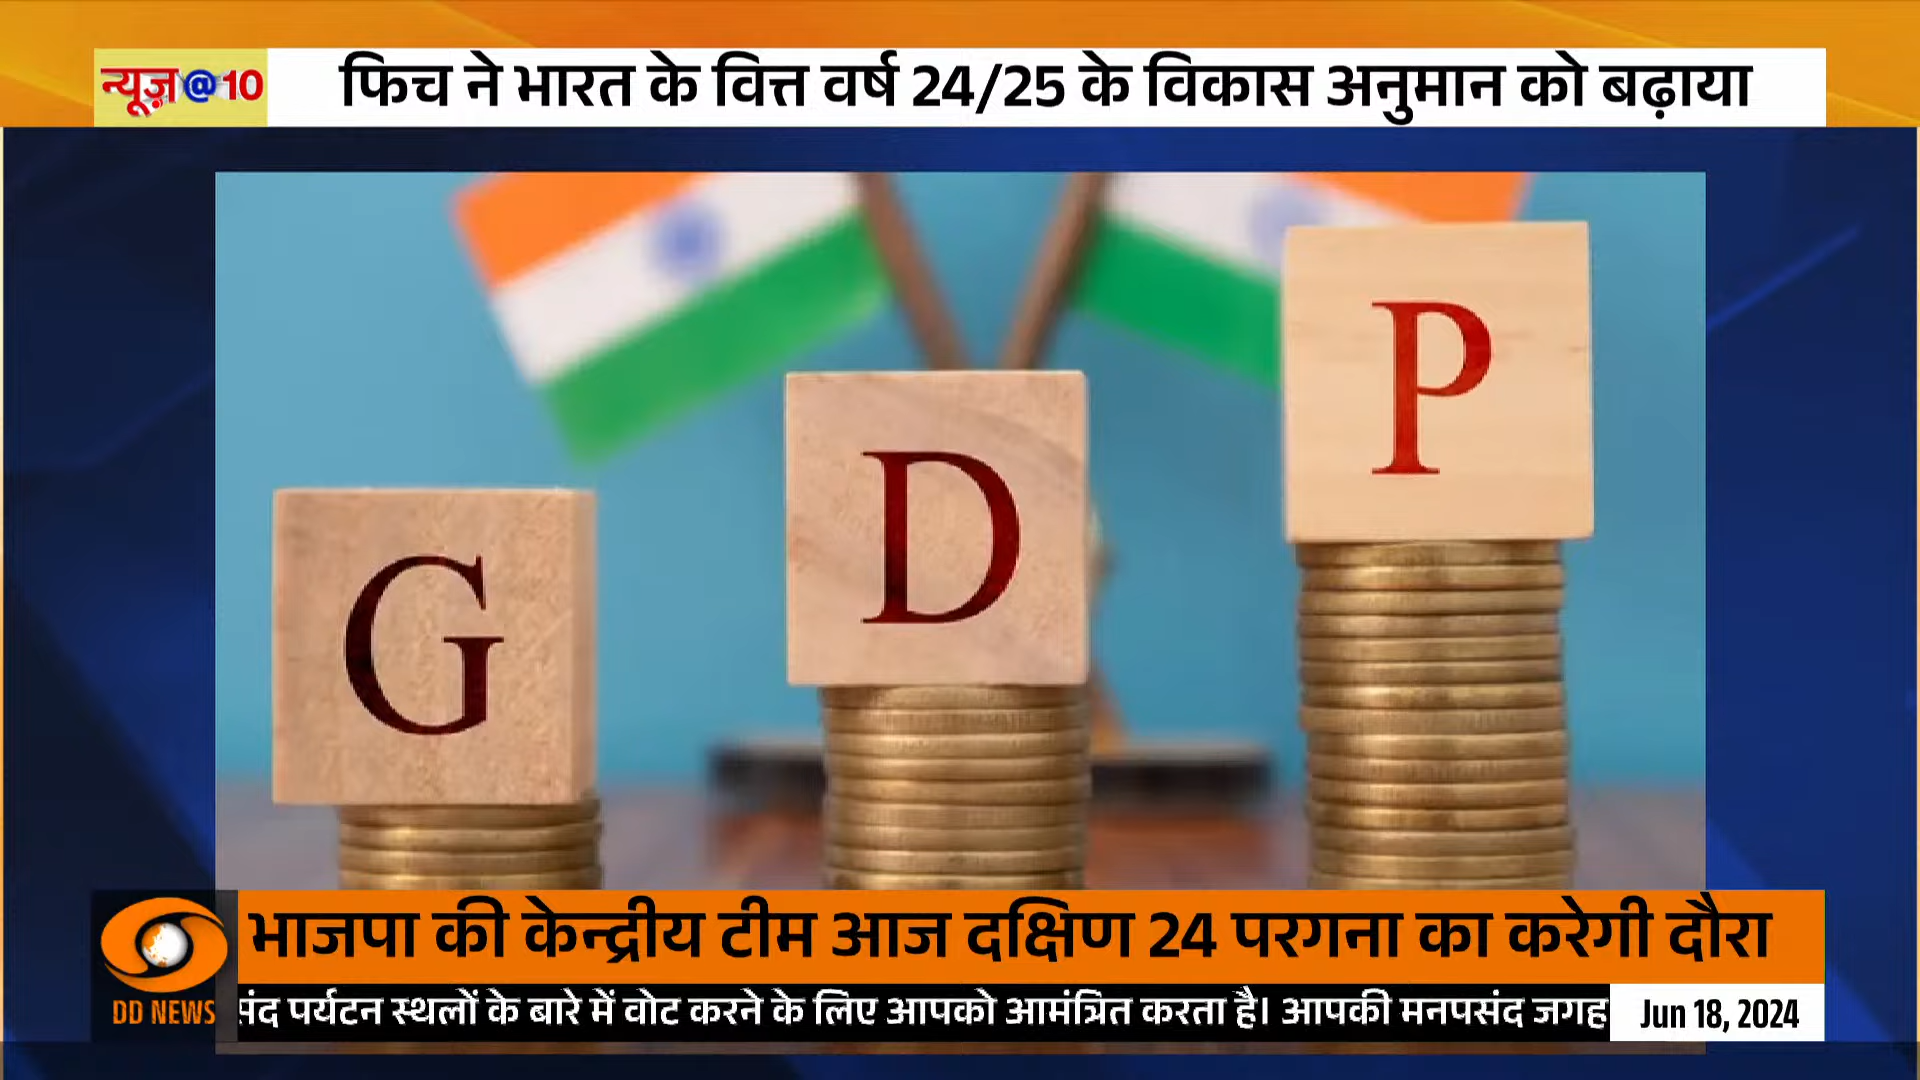 न्यूज़@10
फिच ने भारत के वित्त वर्ष 24/25 के विकास अनुमान को बढ़ाया
G D P
भाजपा की केन्द्रीय टीम आज दक्षिण 24 परगना का करेगी दौरा
DD NEWS
पर्यटन स्थलों के बारे में वोट करने के लिए आपको आमंत्रित करता है। आपकी मनपसंद जगह
Jun 18, 2024